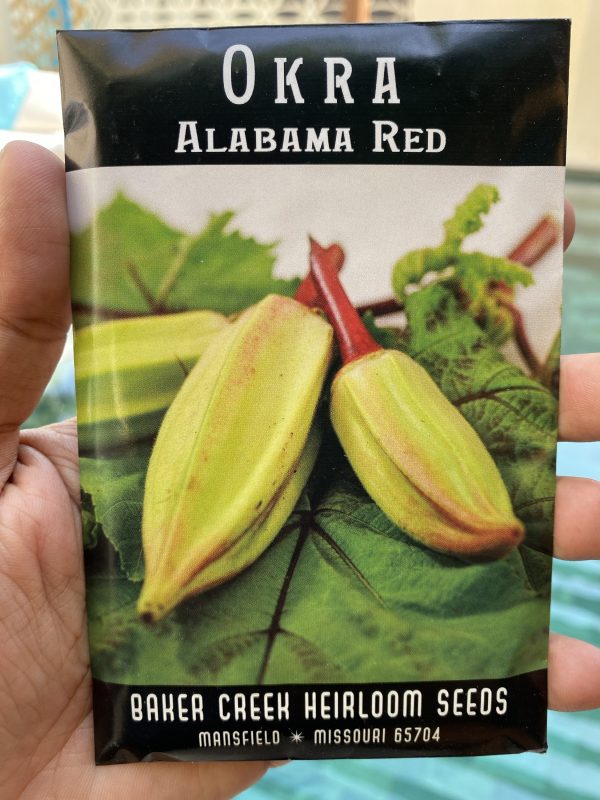 OKRA
ALABAMA RED
BAKER CREEK HEIRLOOM SEEDS
MANSFIELD ✷ MISSOURI 65704